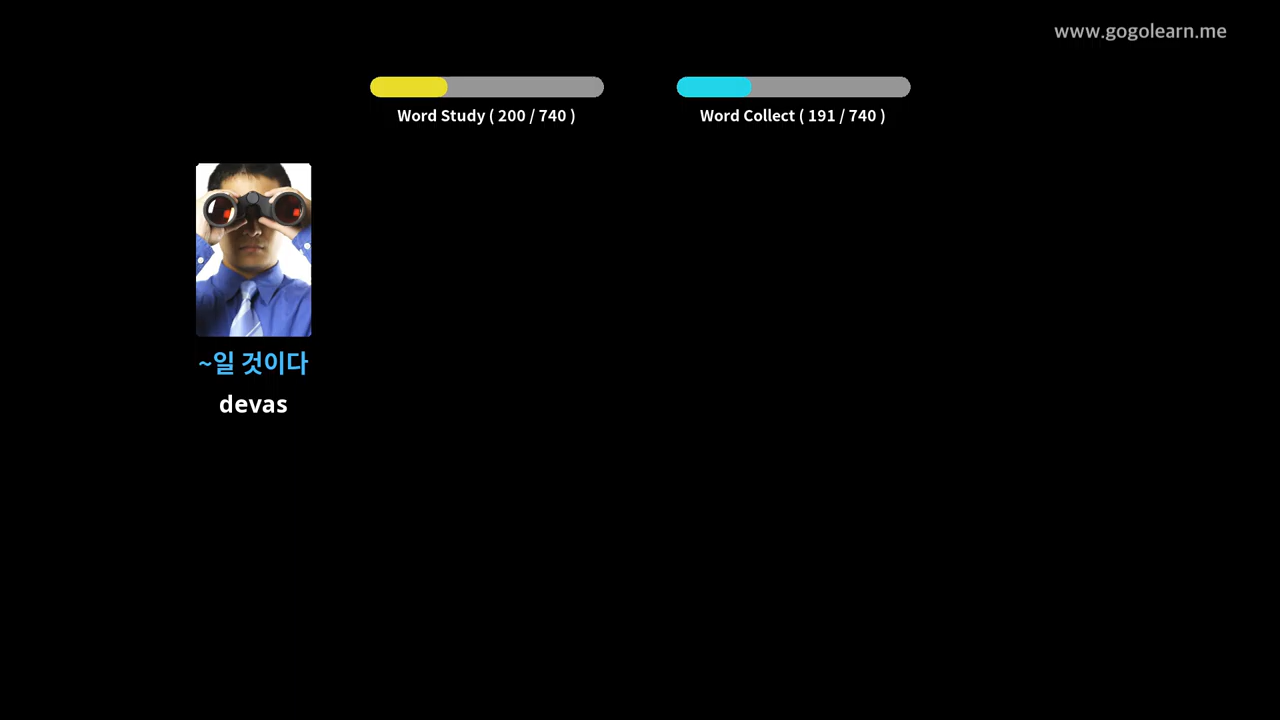 www.gogolearn.me
Word Study ( 200 / 740 )
Word Collect ( 191 / 740 )
~일 것이다
devas